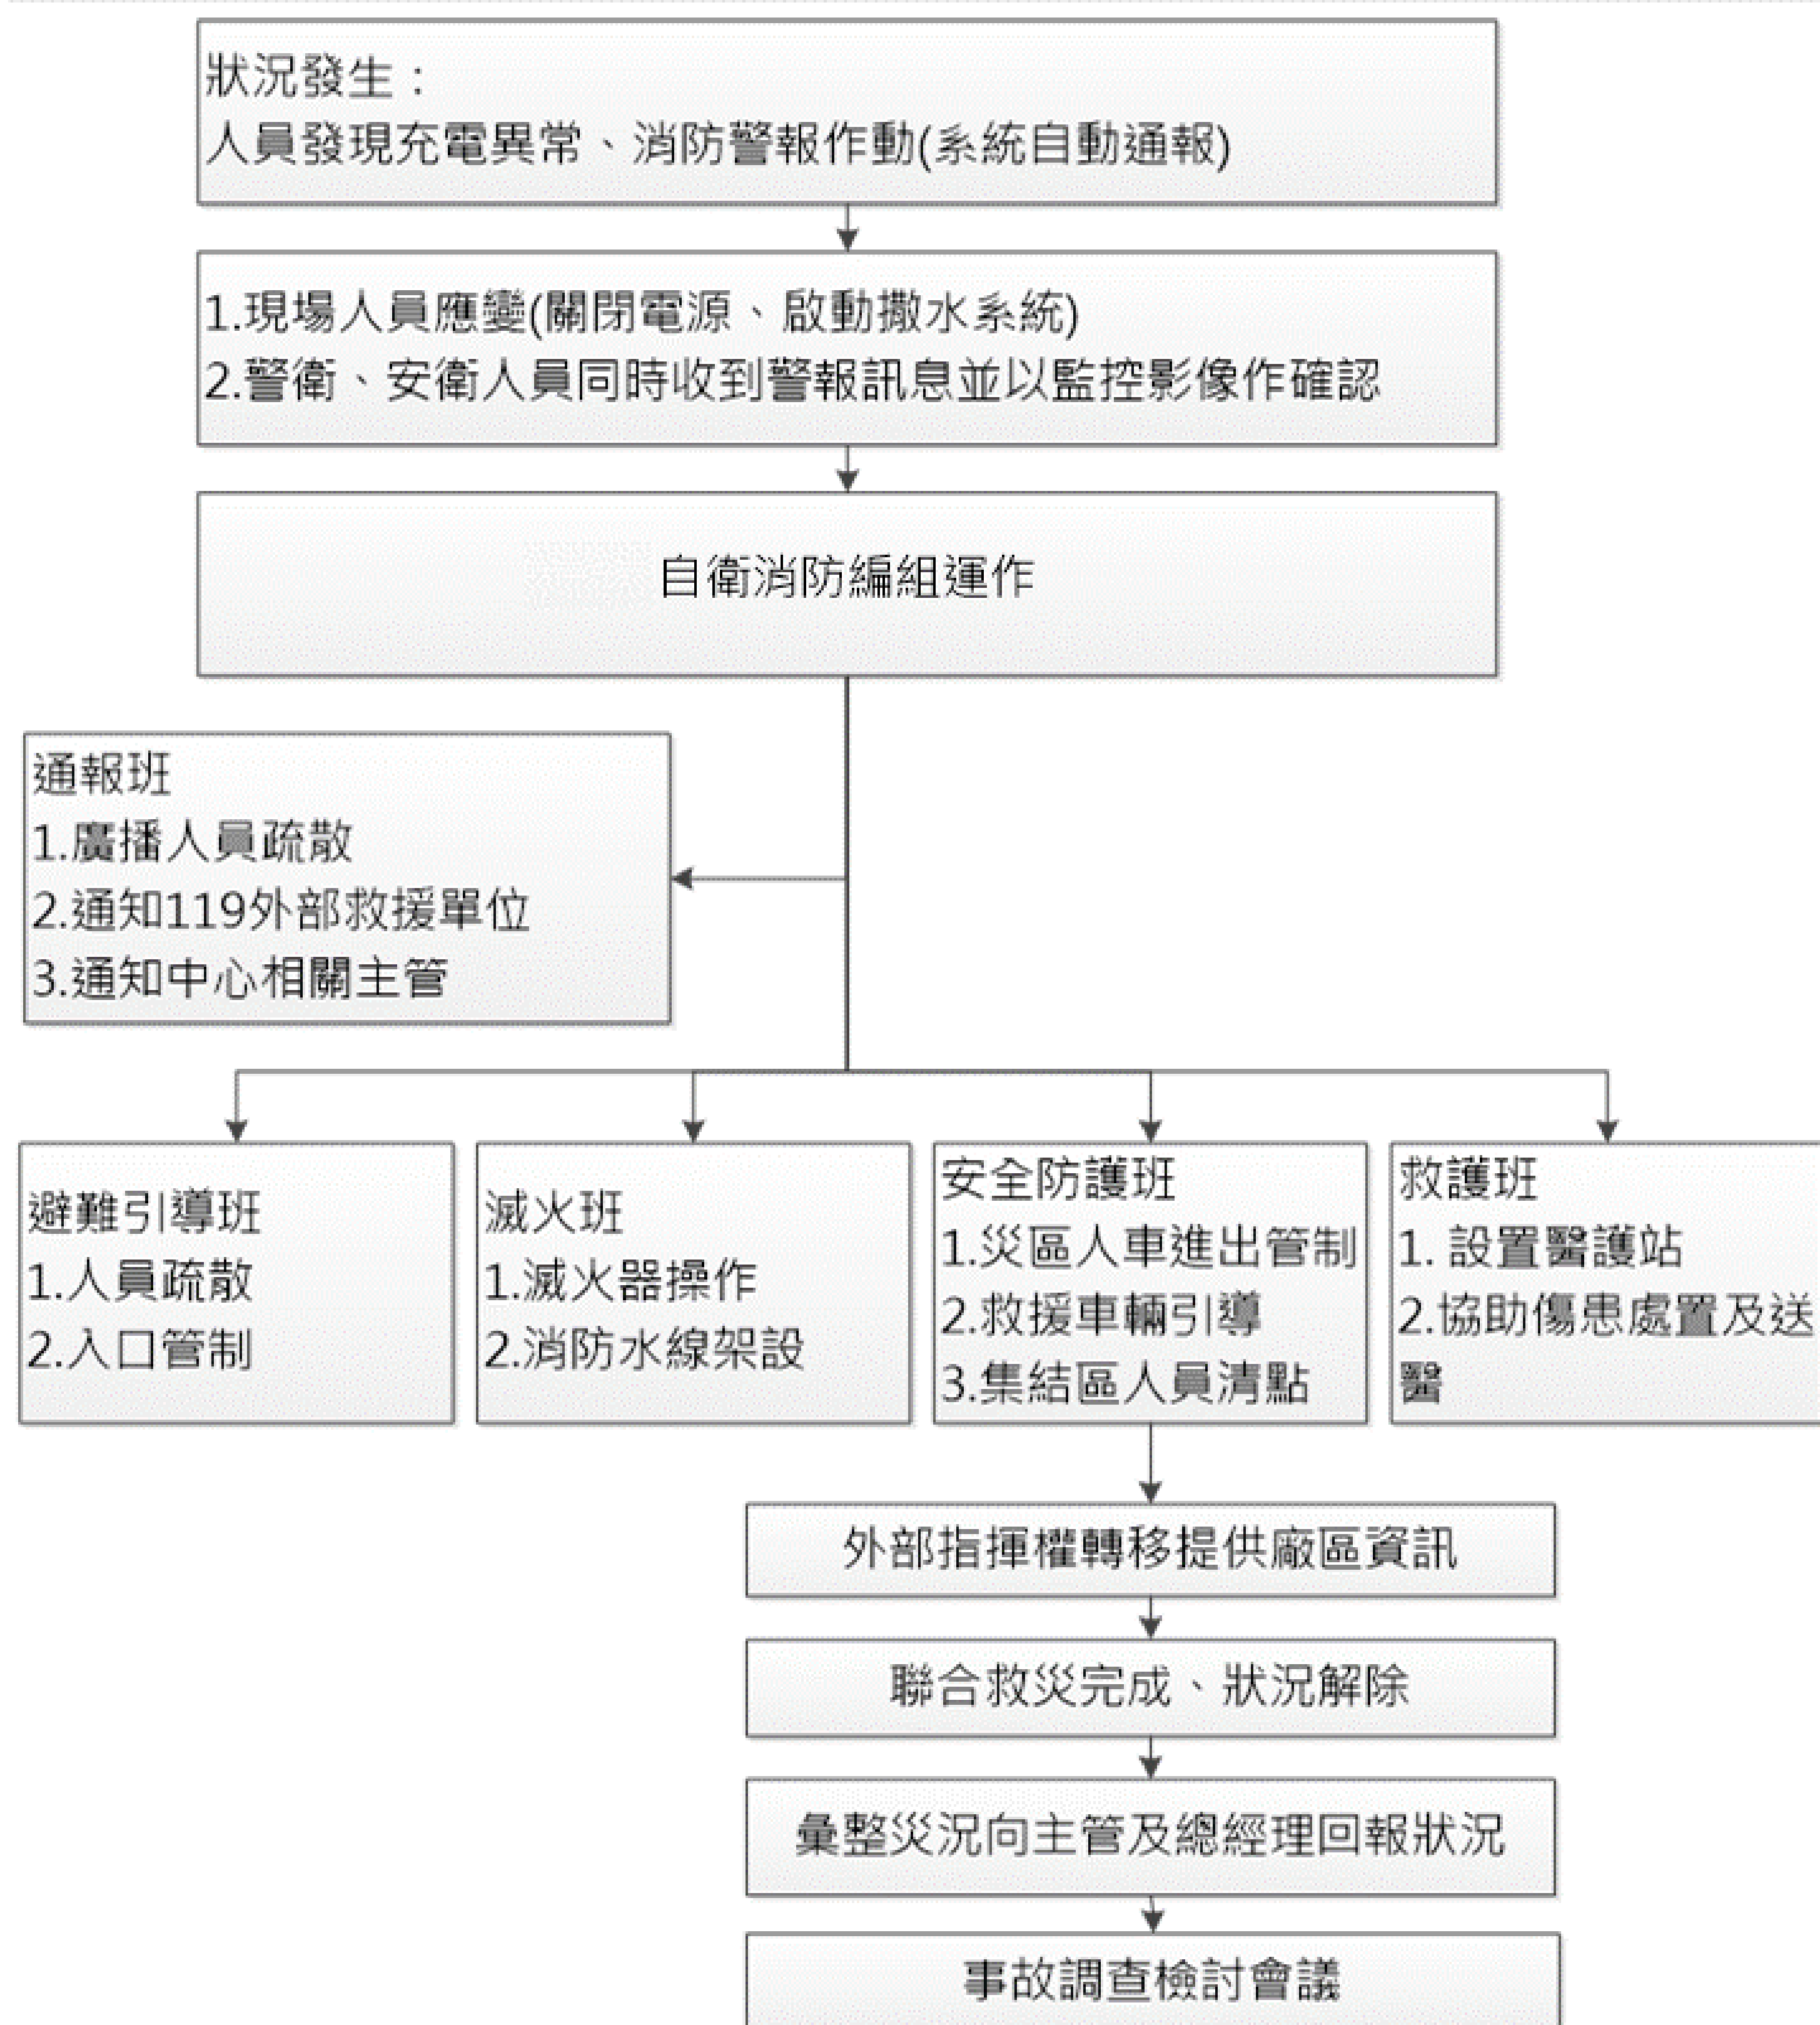 狀況發生：
人員發現充電異常、消防警報作動(系統自動通報)
1.現場人員應變(關閉電源、啟動撒水系統)
2.警衛、安衛人員同時收到警報訊息並以監控影像作確認
自衛消防編組運作
通報班
1.廣播人員疏散
2.通知119外部救援單位
3.通知中心相關主管
避難引導班
1.人員疏散
2.入口管制
滅火班
1.滅火器操作
2.消防水線架設
安全防護班
1.災區人車進出管制
2.救援車輛引導
3.集結區人員清點
救護班
1. 設置醫護站
2.協助傷患處置及送
醫
外部指揮權轉移提供廠區資訊
聯合救災完成、狀況解除
彙整災況向主管及總經理回報狀況
事故調查檢討會議